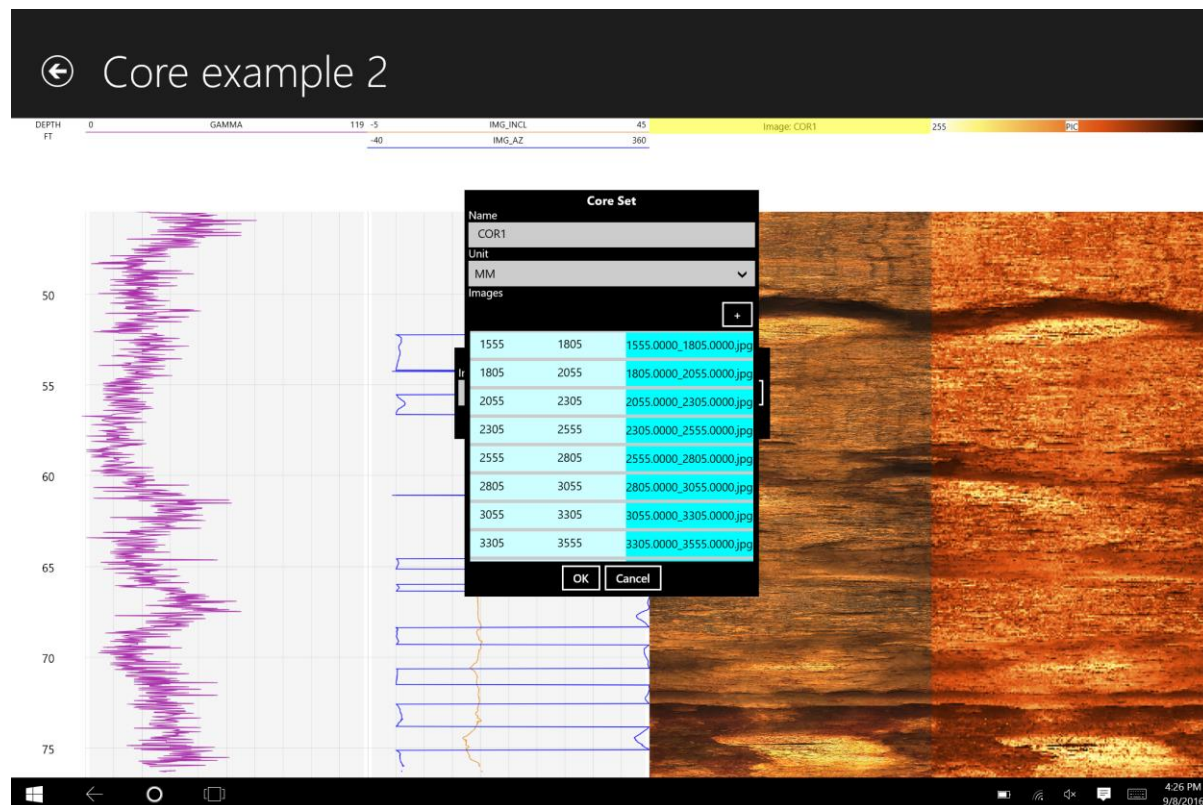 Core example 2
DEPTH 0 GAMMA 119 -5 IMG_INCL 45 Image: COR1 255 PIC
FT -40 IMG_AZ 360
Core Set
Name
COR1
Unit
MM
Images
+
1555 1805 1555.0000_1805.0000.jpg
1805 2055 1805.0000_2055.0000.jpg
2055 2305 2055.0000_2305.0000.jpg
2305 2555 2305.0000_2555.0000.jpg
2555 2805 2555.0000_2805.0000.jpg
2805 3055 2805.0000_3055.0000.jpg
3055 3305 3055.0000_3305.0000.jpg
3305 3555 3305.0000_3555.0000.jpg
OK Cancel
50
55
60
65
70
75
4:26 PM